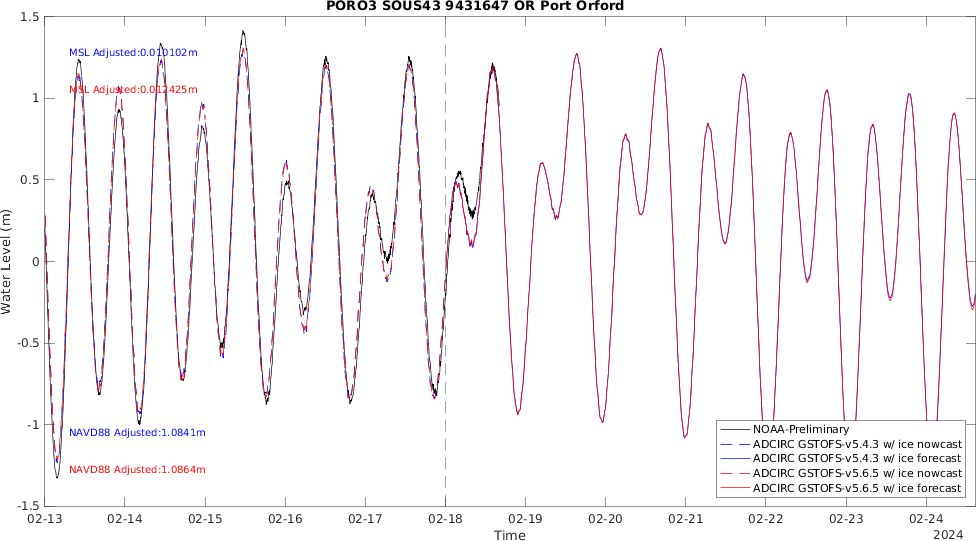 PORO3 SOUS43 9431647 OR Port Orford
1.5
1
0.5
0
-0.5
-1
-1.5
Water Level (m)
MSL Adjusted:0.010102m
MSL Adjusted:0.012425m
NAVD88 Adjusted:1.0841m
NAVD88 Adjusted:1.0864m
NOAA-Preliminary
ADCIRC GSTOFS-v5.4.3 w/ ice nowcast
ADCIRC GSTOFS-v5.4.3 w/ ice forecast
ADCIRC GSTOFS-v5.6.5 w/ ice nowcast
ADCIRC GSTOFS-v5.6.5 w/ ice forecast
02-13 02-14 02-15 02-16 02-17 02-18 02-19 02-20 02-21 02-22 02-23 02-24
Time
2024